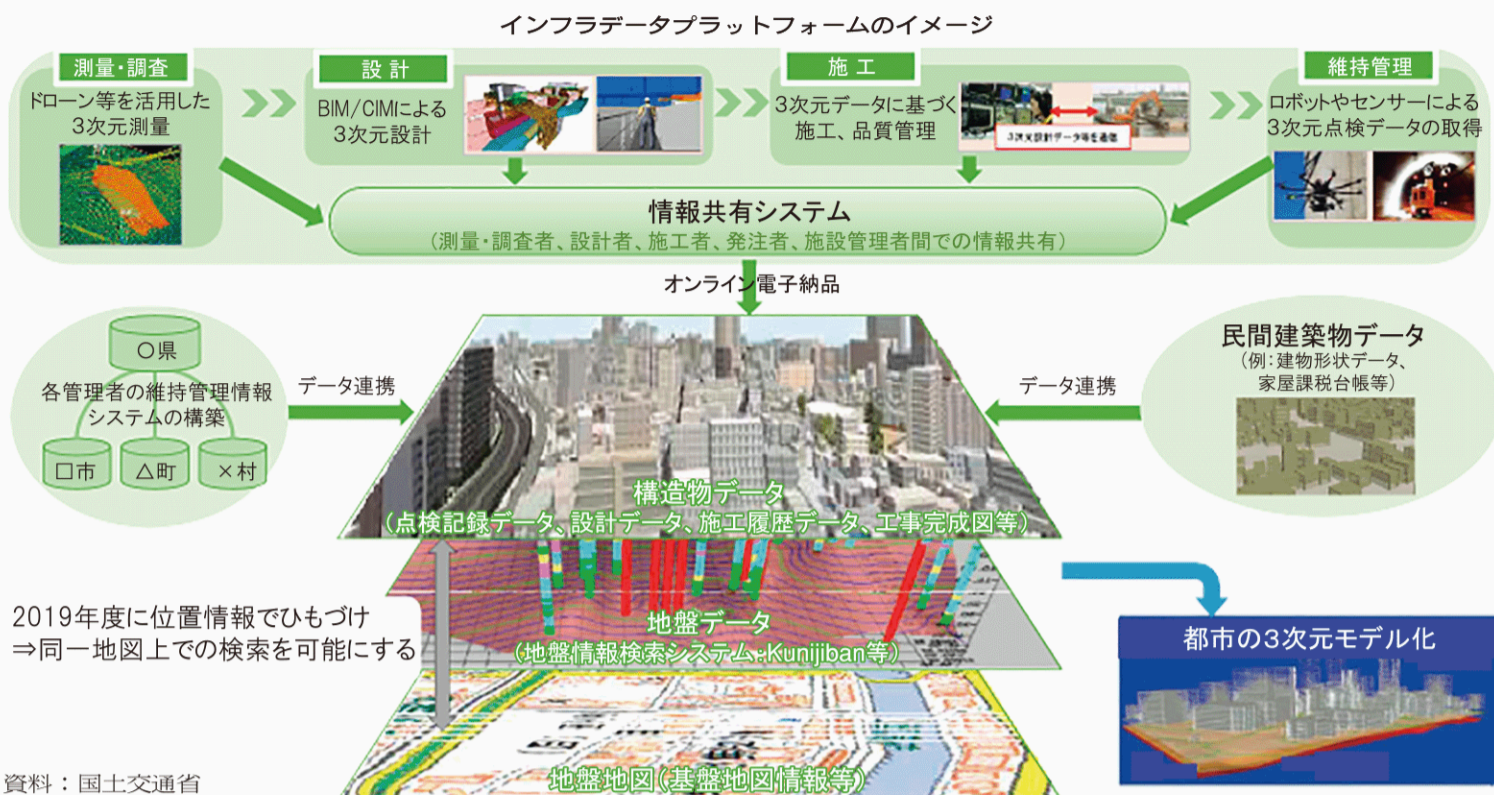 インフラデータプラットフォームのイメージ
測量・調査
ドローン等を活用した
3次元測量
設計
BIM/CIMによる
3次元設計
施工
3次元データに基づく
施工、品質管理
3次元設計データ等を通信
維持管理
ロボットやセンサーによる
3次元点検データの取得
情報共有システム
(測量・調査者、設計者、施工者、発注者、施設管理者間での情報共有)
オンライン電子納品
○県
各管理者の維持管理情報
システムの構築
□市
△町
×村
データ連携
データ連携
民間建築物データ
(例:建物形状データ、
家屋課税台帳等)
構造物データ
(点検記録データ、設計データ、施工履歴データ、工事完成図等)
2019年度に位置情報でひもづけ
⇒同一地図上での検索を可能にする
地盤データ
(地盤情報検索システム:Kunijiban等)
都市の3次元モデル化
地盤地図(基盤地図情報等)
資料:国土交通省